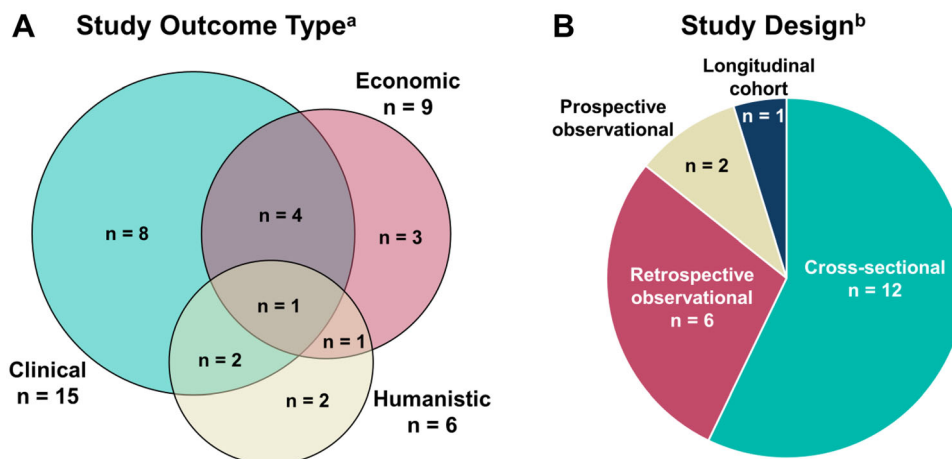 A Study Outcome Typeᵃ
Economic
n = 9
n = 4
n = 8
n = 3
n = 1
n = 1
n = 2
n = 2
Clinical
n = 15
Humanistic
n = 6
B Study Designᵇ
Longitudinal
cohort
n = 1
Prospective
observational
n = 2
Cross-sectional
n = 12
Retrospective
observational
n = 6